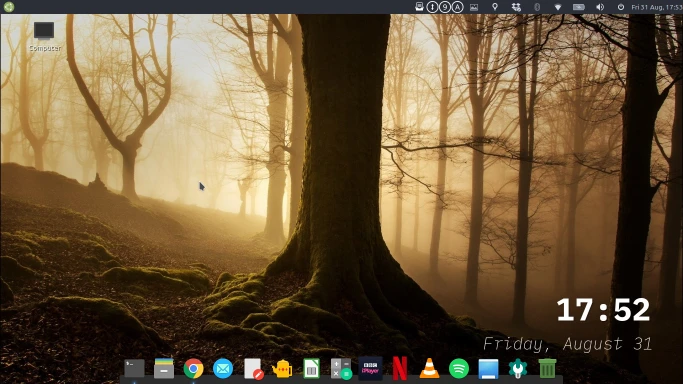 Fri 31 Aug, 17:53
Computer
17:52
Friday, August 31
BBC
iPlayer
N